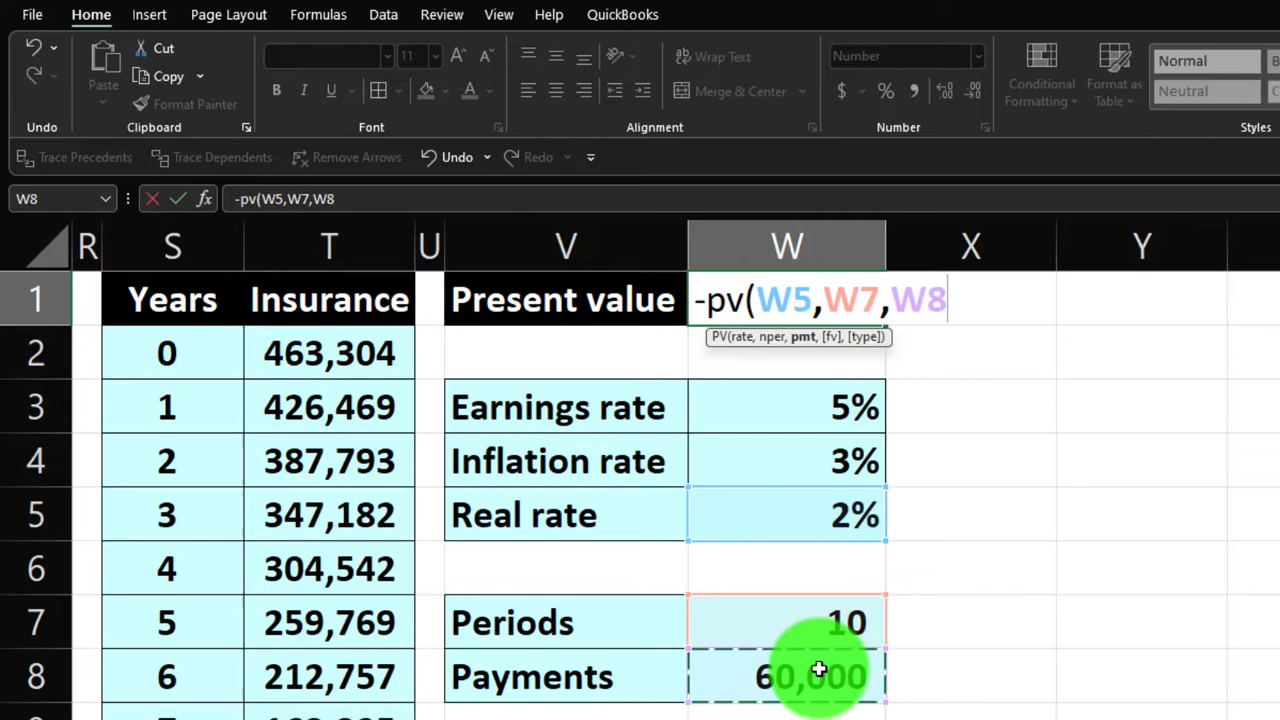 File Home Insert Page Layout Formulas Data Review View Help QuickBooks
Cut
Copy
Format Painter
Paste
11
Wrap Text
Merge & Center
Number
Conditional Formatting
Format as Table
Normal
Neutral
Undo Clipboard Font Alignment Number Styles
Trace Precedents Trace Dependents Remove Arrows Undo Redo
W8 fx -pv(W5,W7,W8
R S T U V W X Y
1 Years Insurance Present value -pv(W5,W7,W8
PV(rate, nper, pmt, [fv], [type])
2 0 463,304
3 1 426,469 Earnings rate 5%
4 2 387,793 Inflation rate 3%
5 3 347,182 Real rate 2%
6 4 304,542
7 5 259,769 Periods 10
8 6 212,757 Payments 60,000